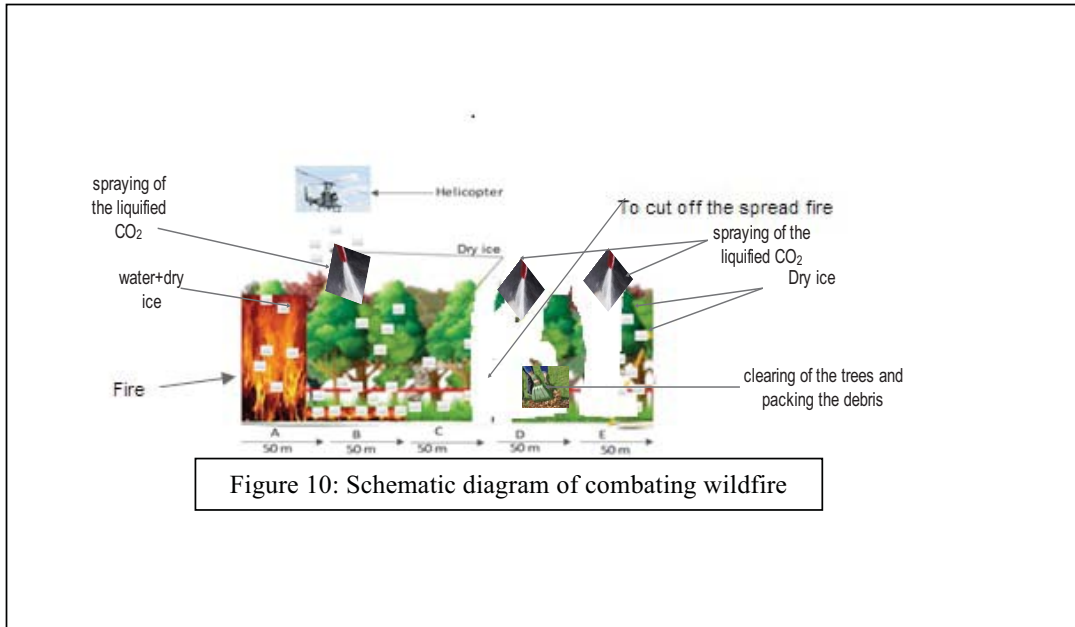 Helicopter
spraying of
the liquified
CO₂
To cut off the spread fire
spraying of the
liquified CO₂
Dry ice
Dry ice
water+dry
ice
Fire
clearing of the trees and
packing the debris
A B C D E
50 m 50 m 50 m 50 m 50 m
Figure 10: Schematic diagram of combating wildfire